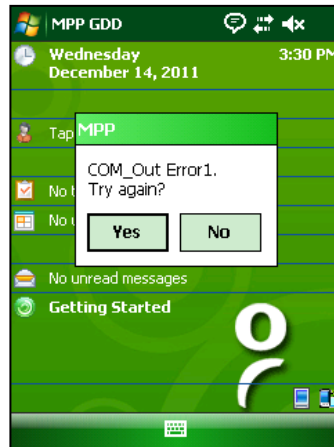 MPP GDD
Wednesday
3:30 PM
December 14, 2011
Tap
MPP
COM_Out Error1.
Try again?
No
No
Yes
No
No unread messages
Getting Started